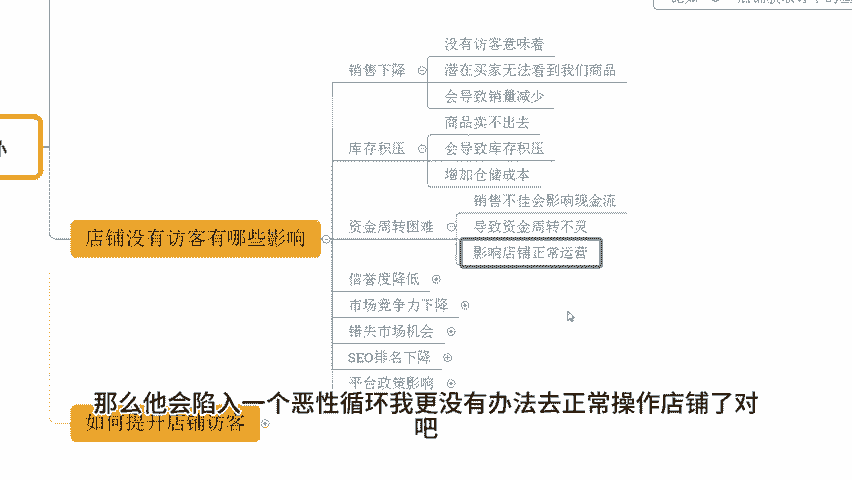 没有访客意味着
销售下降
潜在买家无法看到我们商品
会导致销量减少
商品卖不出去
库存积压
会导致库存积压
增加仓储成本
销售不佳会影响现金流
资金周转困难
导致资金周转不灵
影响店铺正常运营
店铺没有访客有哪些影响
信誉度降低
市场竞争力下降
错失市场机会
SEO排名下降
平台政策影响
如何提升店铺访客
那么他会陷入一个恶性循环我更没有办法去正常操作店铺了对
吧